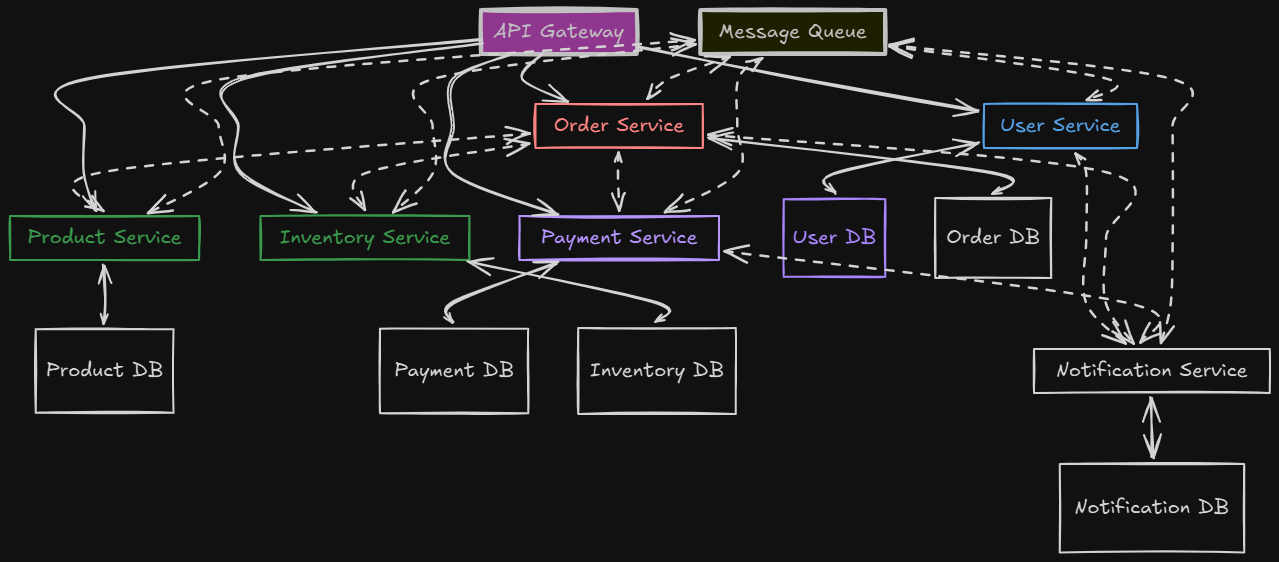 API Gateway
Message Queue
Order Service
User Service
Product Service
Inventory Service
Payment Service
User DB
Order DB
Product DB
Payment DB
Inventory DB
Notification Service
Notification DB